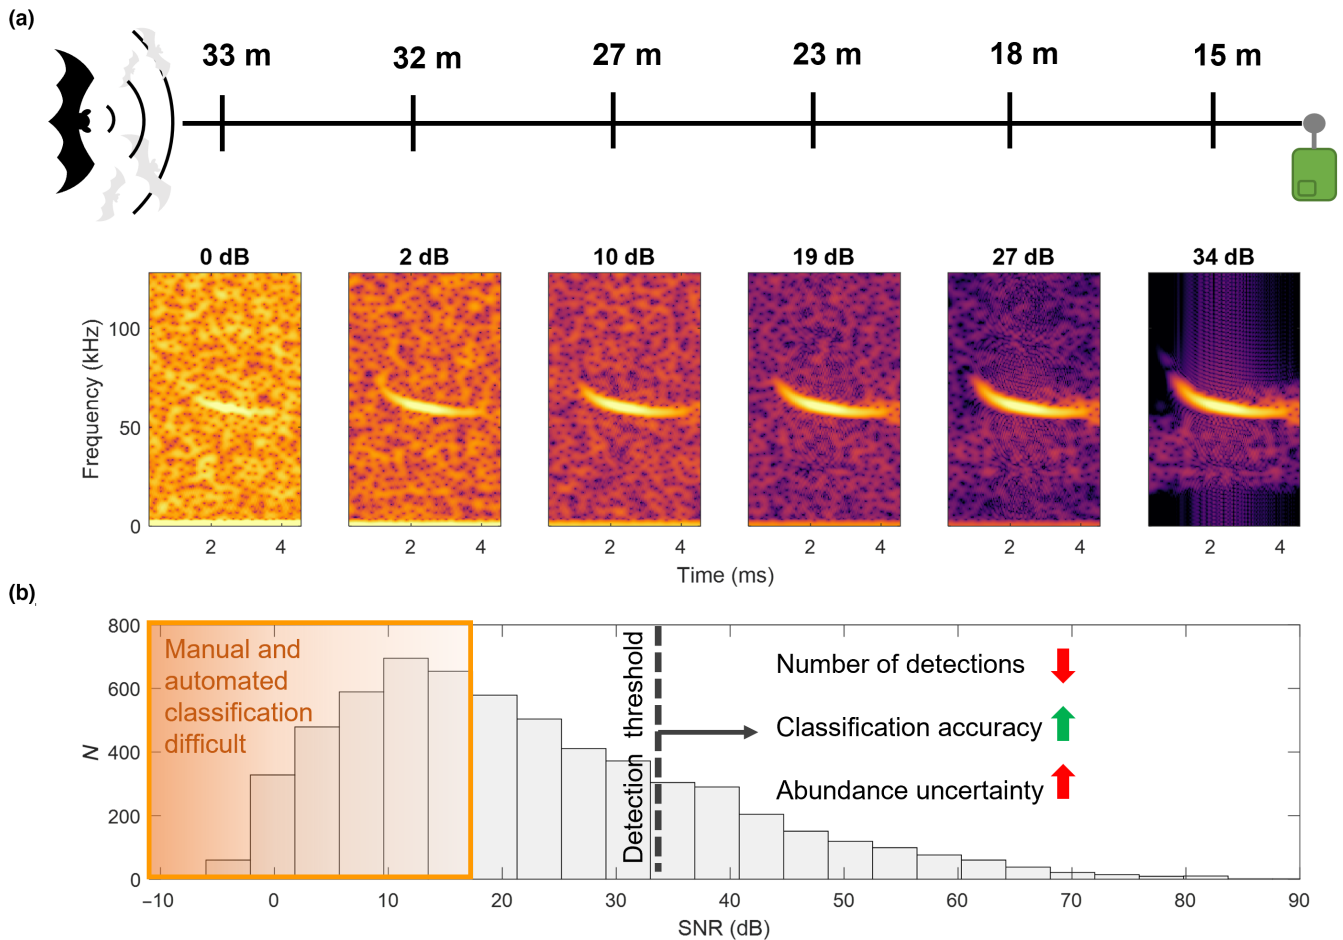 (a)
33 m 32 m 27 m 23 m 18 m 15 m
0 dB 2 dB 10 dB 19 dB 27 dB 34 dB
Frequency (kHz)
100
50
0
2 4 2 4 2 4 2 4 2 4 2 4
Time (ms)
(b)
N
800
600
400
200
0
Manual and
automated
classification
difficult
Detection threshold
Number of detections
Classification accuracy
Abundance uncertainty
−10 0 10 20 30 40 50 60 70 80 90
SNR (dB)